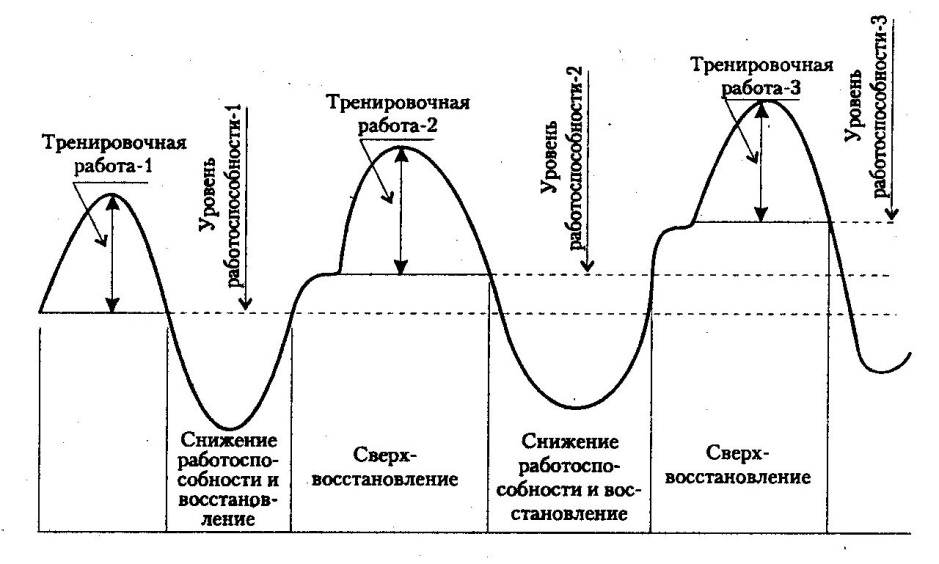 Тренировочная
работа-1
Уровень
работоспособности-1
Тренировочная
работа-2
Уровень
работоспособности-2
Тренировочная
работа-3
Уровень
работоспособности-3
Снижение
работоспо-
собности и
восстанов-
ление
Сверх-
восстановление
Снижение
работоспо-
собности и вос-
становление
Сверх-
восстановление